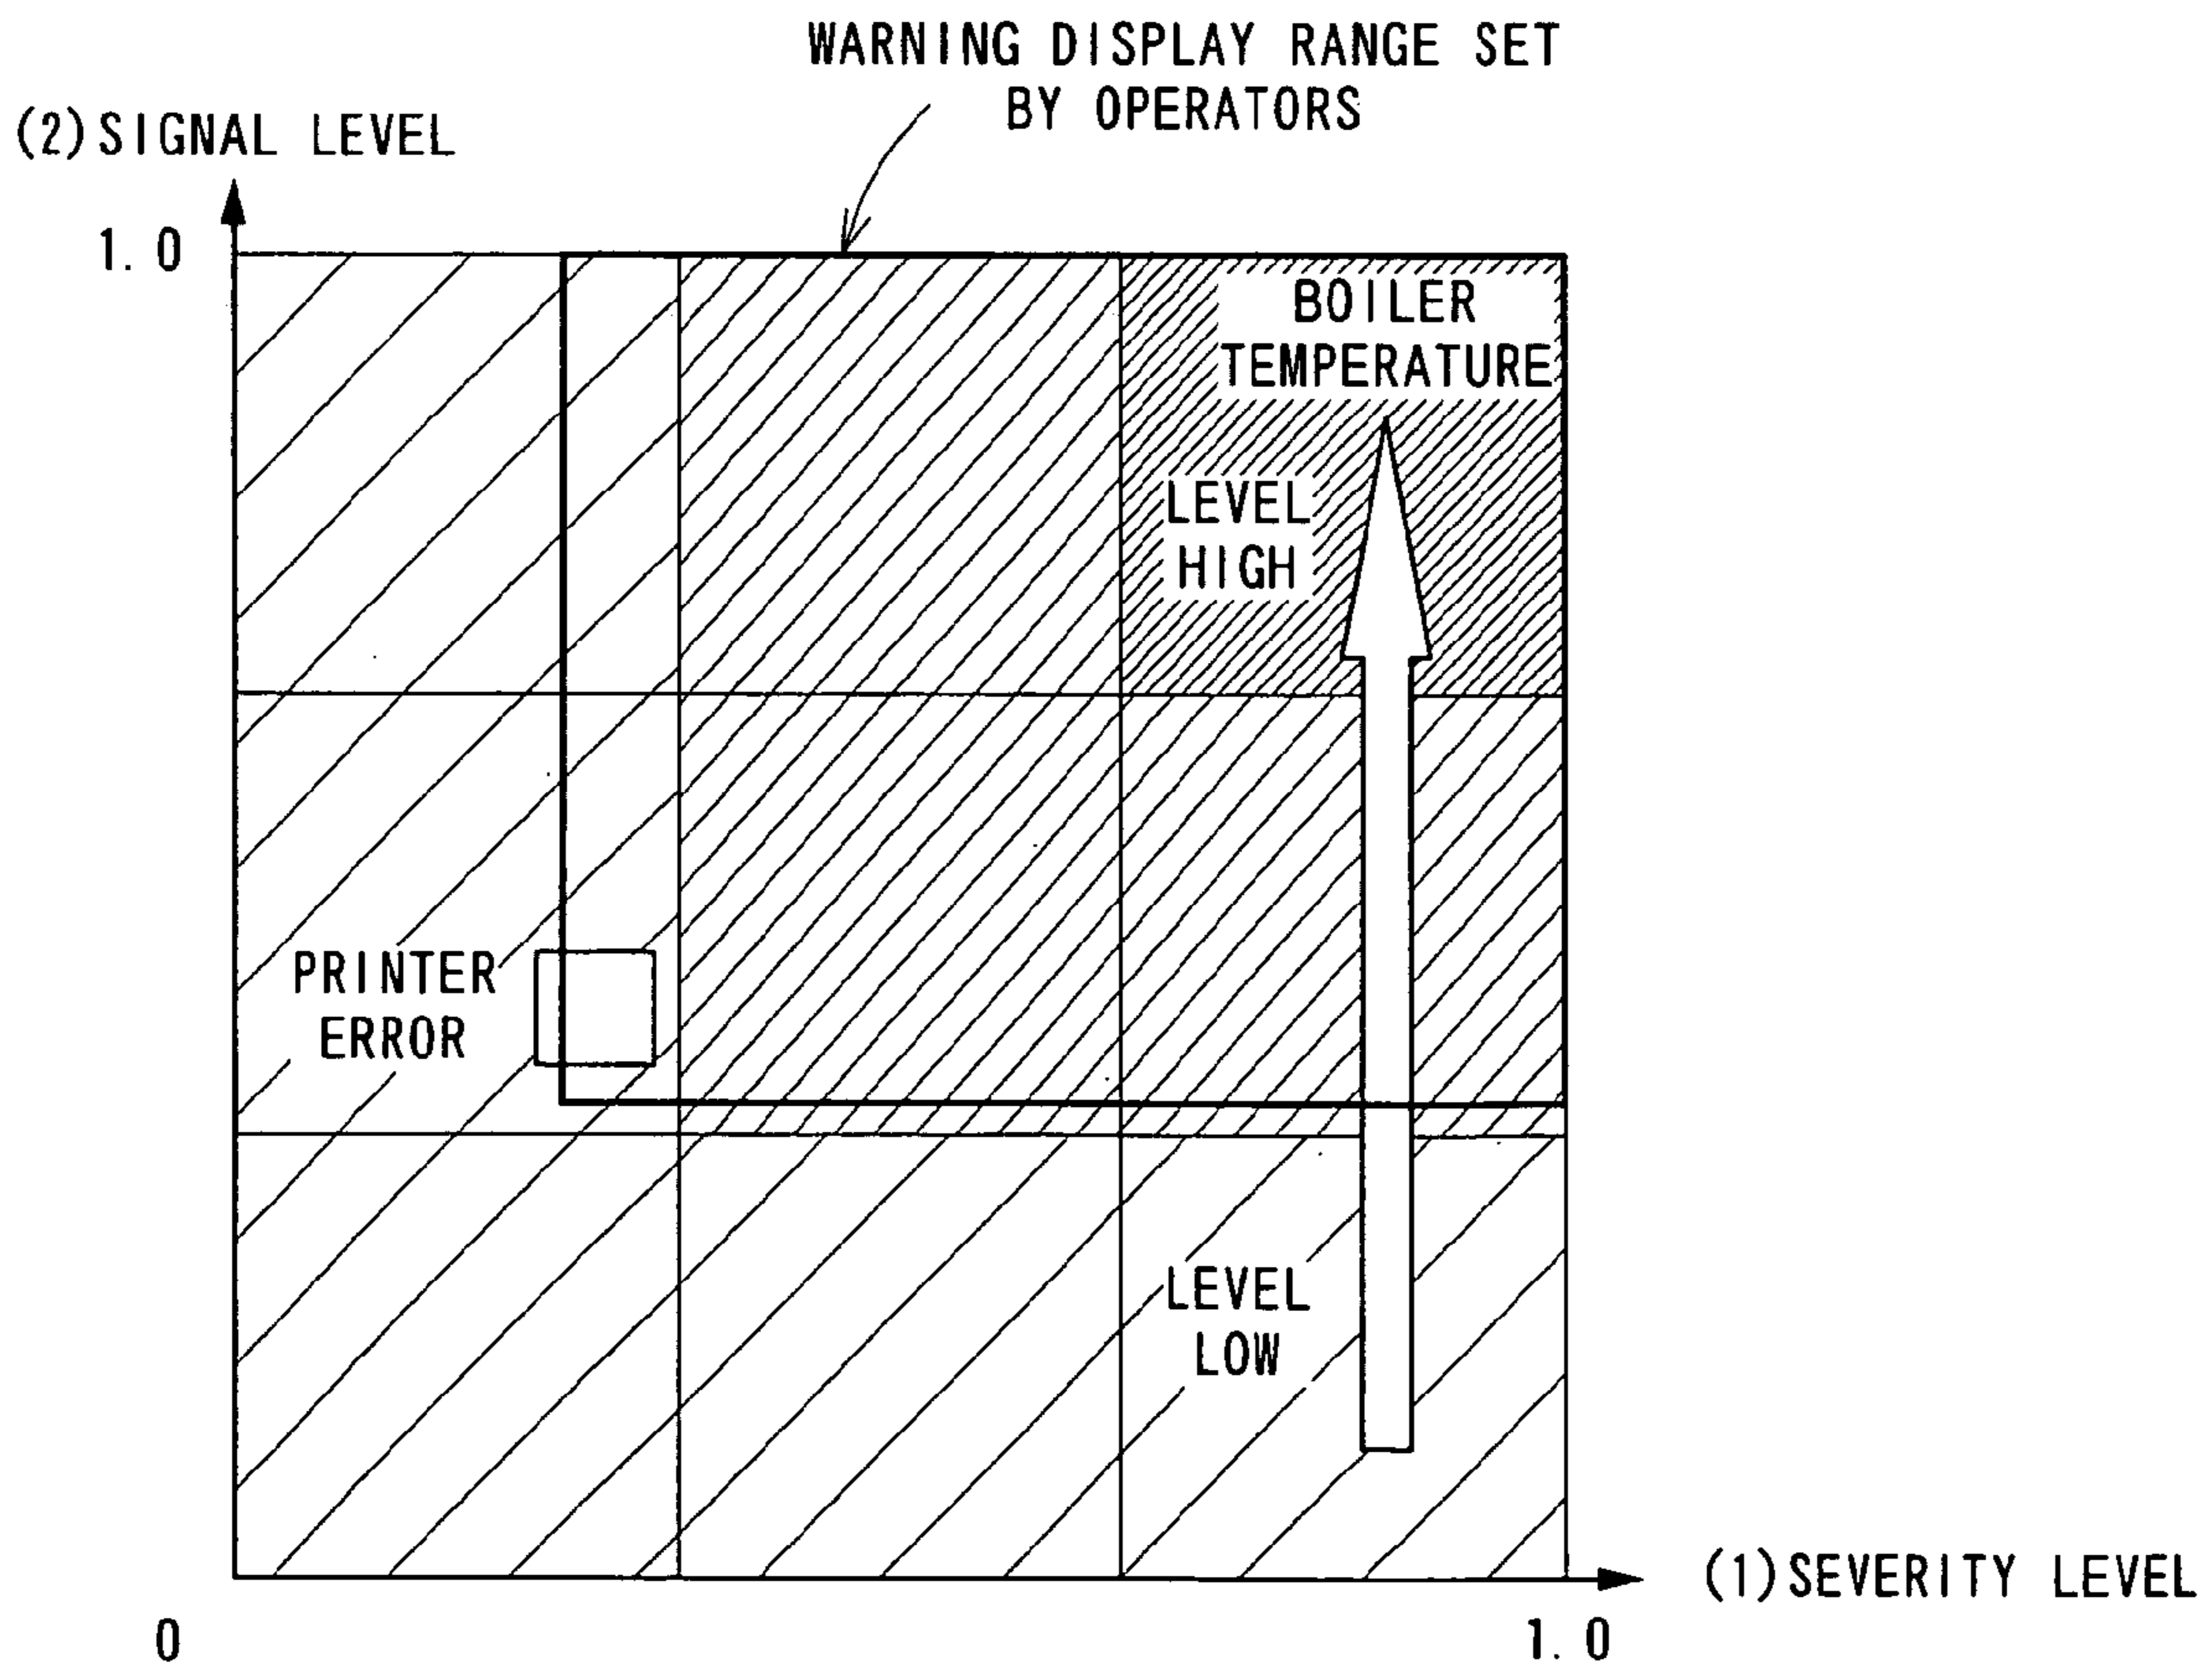 WARNING DISPLAY RANGE SET
BY OPERATORS
(2)SIGNAL LEVEL
1.0
BOILER
TEMPERATURE
LEVEL
HIGH
PRINTER
ERROR
LEVEL
LOW
(1)SEVERITY LEVEL
0
1.0